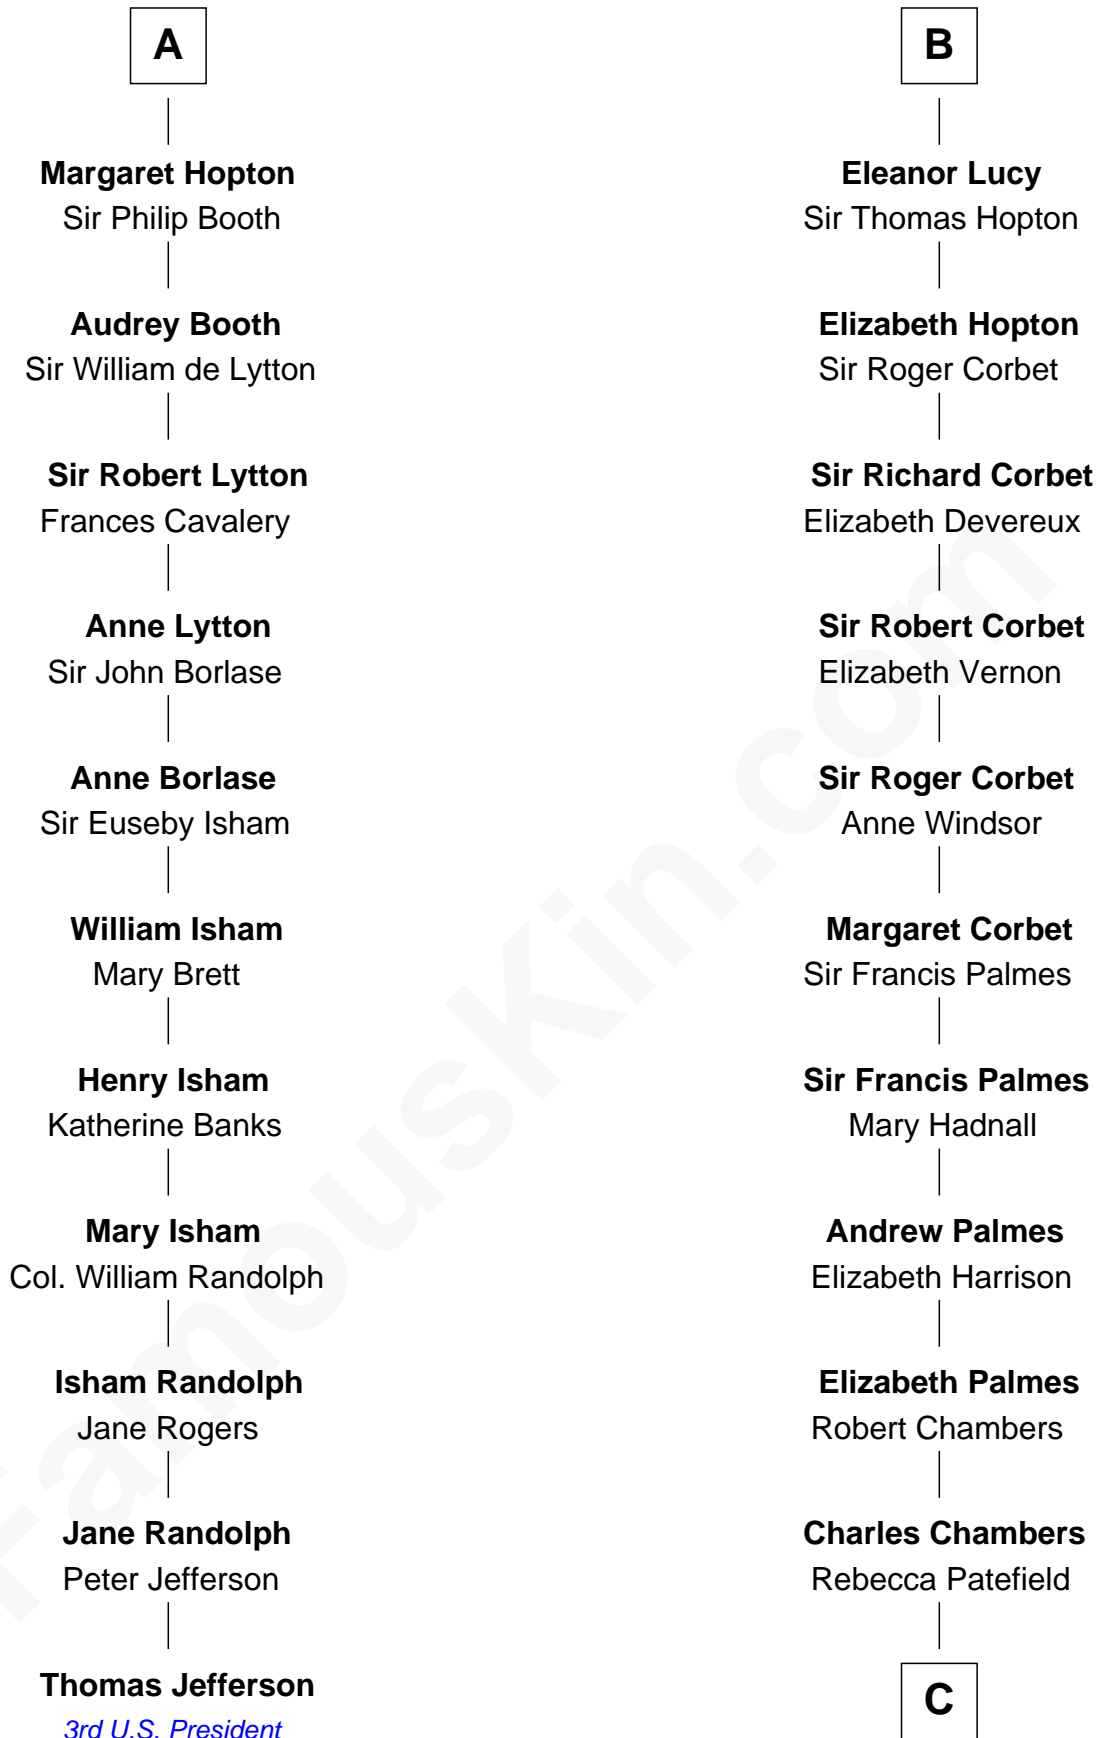 A
Margaret Hopton
Sir Philip Booth
Audrey Booth
Sir William de Lytton
Sir Robert Lytton
Frances Cavalery
Anne Lytton
Sir John Borlase
Anne Borlase
Sir Euseby Isham
William Isham
Mary Brett
Henry Isham
Katherine Banks
Mary Isham
Col. William Randolph
Isham Randolph
Jane Rogers
Jane Randolph
Peter Jefferson
Thomas Jefferson
3rd U.S. President
B
Eleanor Lucy
Sir Thomas Hopton
Elizabeth Hopton
Sir Roger Corbet
Sir Richard Corbet
Elizabeth Devereux
Sir Robert Corbet
Elizabeth Vernon
Sir Roger Corbet
Anne Windsor
Margaret Corbet
Sir Francis Palmes
Sir Francis Palmes
Mary Hadnall
Andrew Palmes
Elizabeth Harrison
Elizabeth Palmes
Robert Chambers
Charles Chambers
Rebecca Patefield
C
FamousKin.com